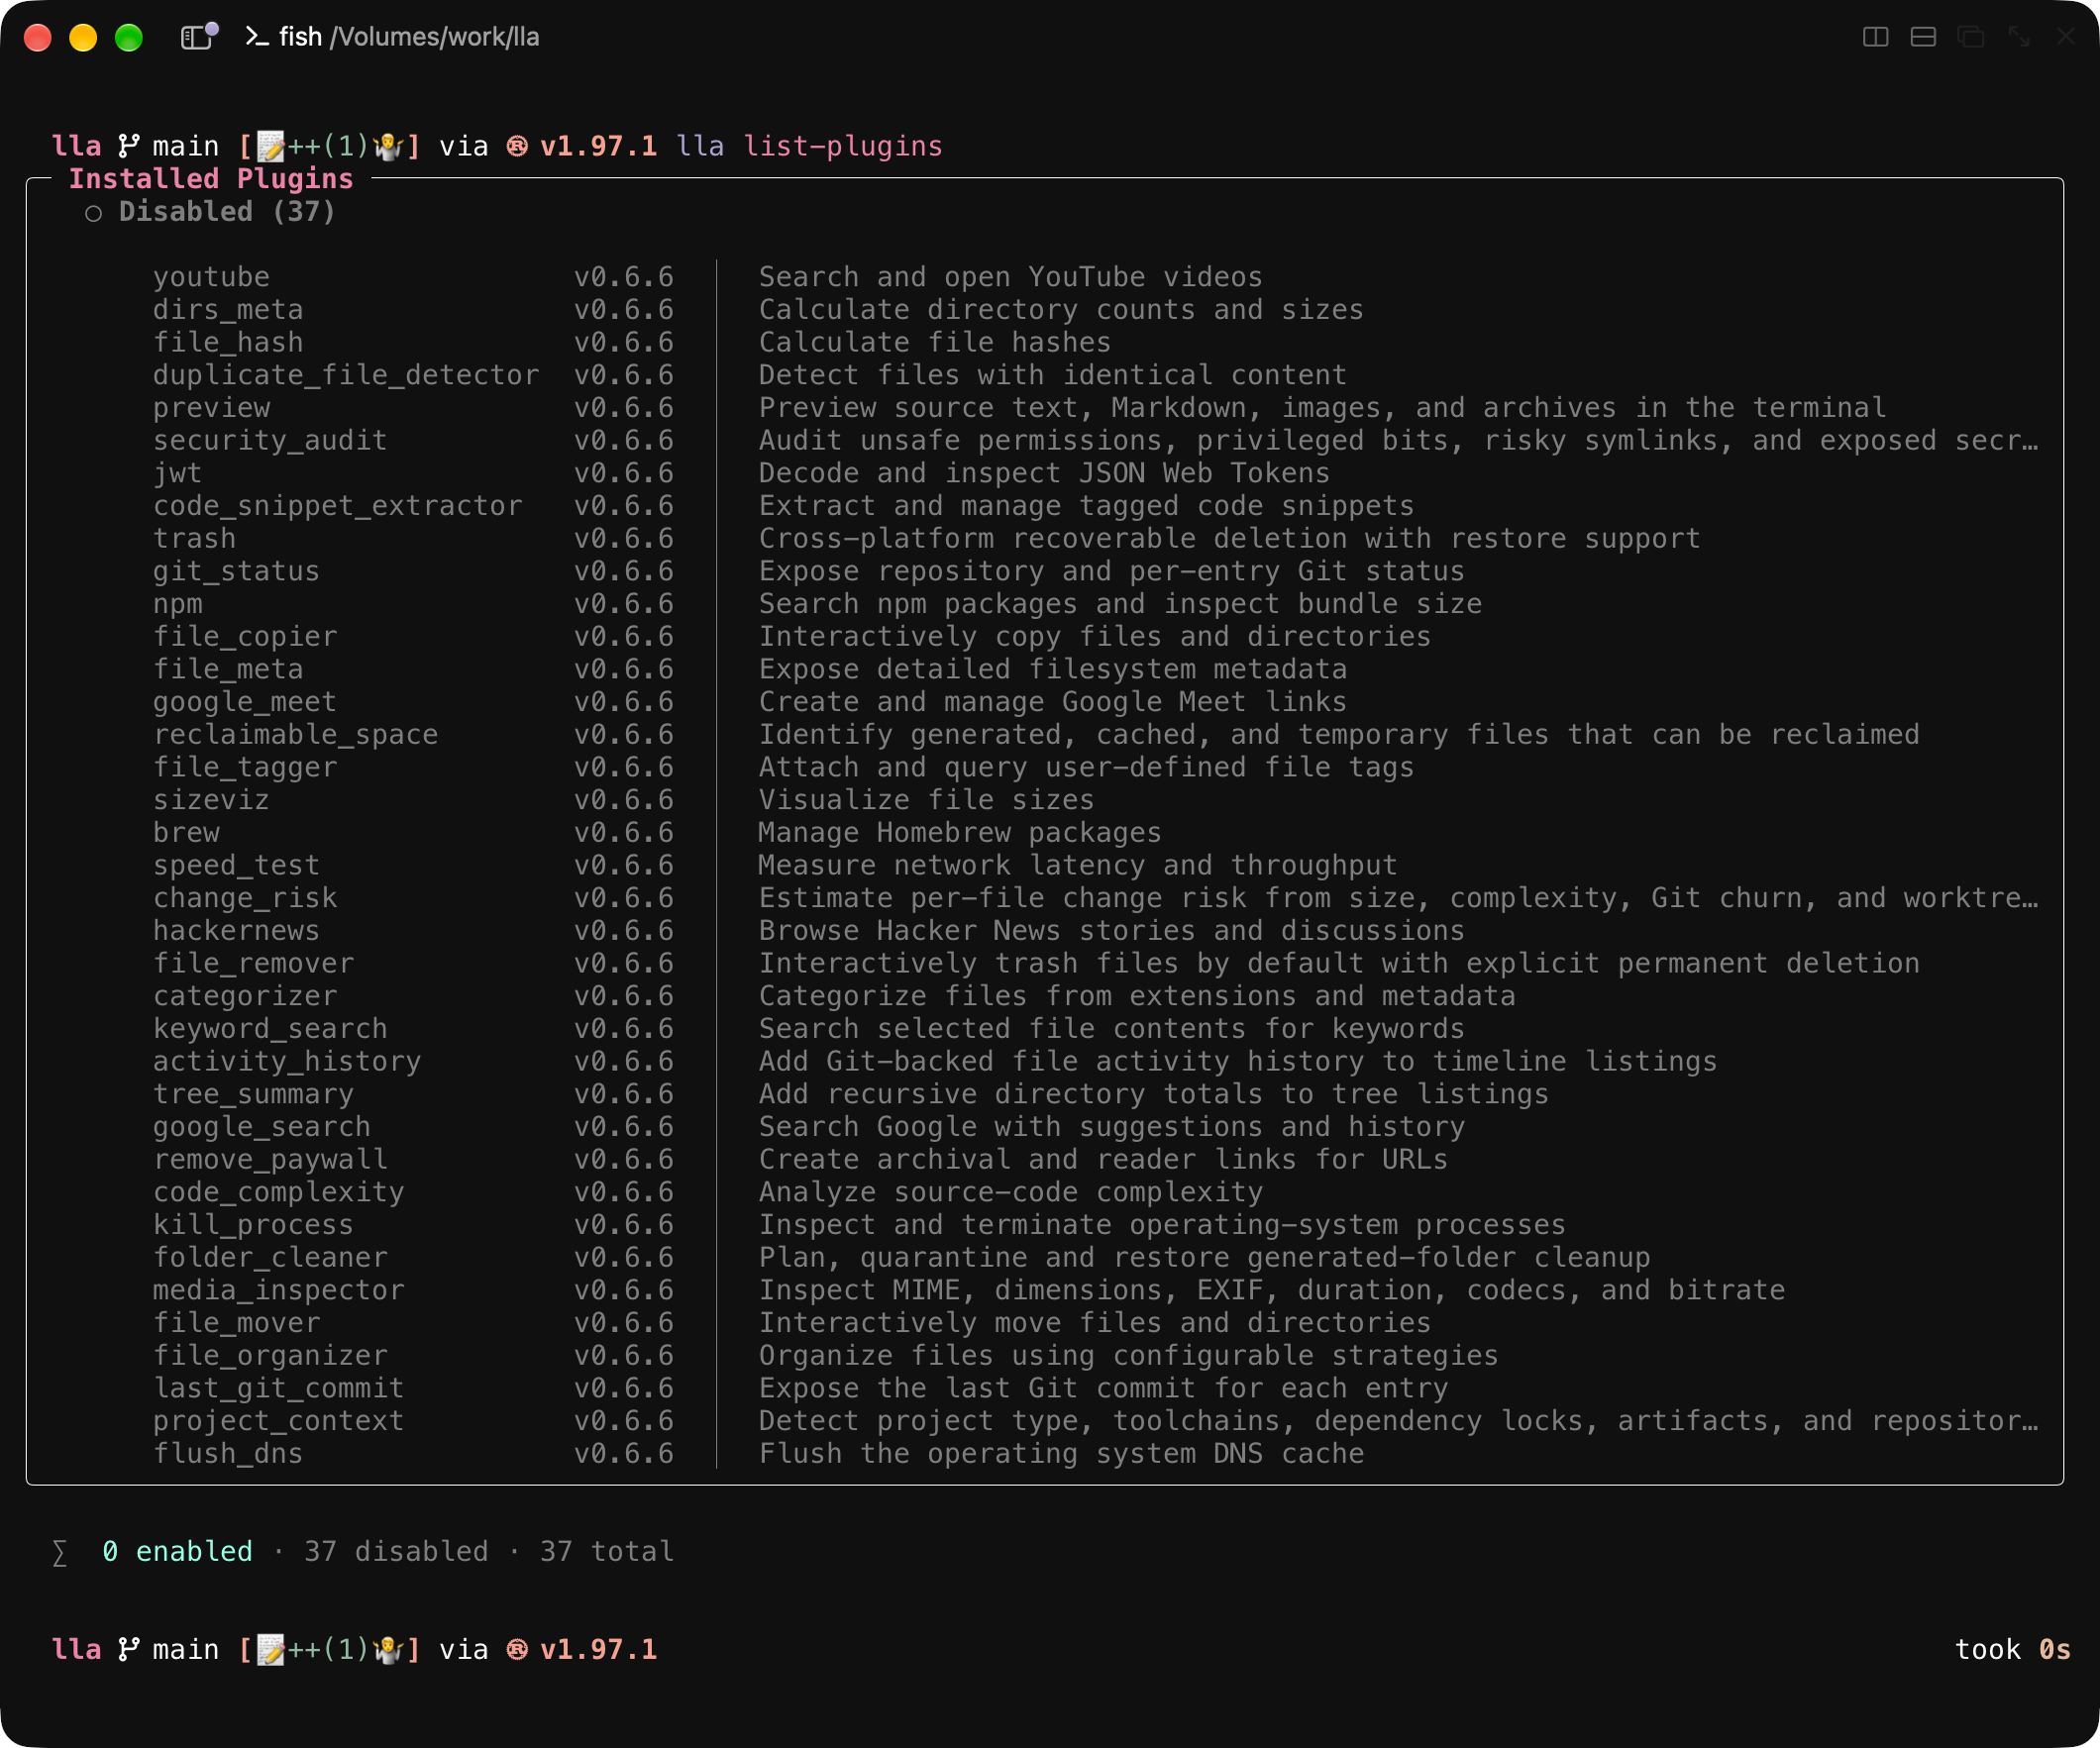 fish /Volumes/work/lla
lla main [📝++(1)🤷] via v1.97.1 lla list-plugins
Installed Plugins
○ Disabled (37)
youtube v0.6.6 │ Search and open YouTube videos
dirs_meta v0.6.6 │ Calculate directory counts and sizes
file_hash v0.6.6 │ Calculate file hashes
duplicate_file_detector v0.6.6 │ Detect files with identical content
preview v0.6.6 │ Preview source text, Markdown, images, and archives in the terminal
security_audit v0.6.6 │ Audit unsafe permissions, privileged bits, risky symlinks, and exposed secr…
jwt v0.6.6 │ Decode and inspect JSON Web Tokens
code_snippet_extractor v0.6.6 │ Extract and manage tagged code snippets
trash v0.6.6 │ Cross-platform recoverable deletion with restore support
git_status v0.6.6 │ Expose repository and per-entry Git status
npm v0.6.6 │ Search npm packages and inspect bundle size
file_copier v0.6.6 │ Interactively copy files and directories
file_meta v0.6.6 │ Expose detailed filesystem metadata
google_meet v0.6.6 │ Create and manage Google Meet links
reclaimable_space v0.6.6 │ Identify generated, cached, and temporary files that can be reclaimed
file_tagger v0.6.6 │ Attach and query user-defined file tags
sizeviz v0.6.6 │ Visualize file sizes
brew v0.6.6 │ Manage Homebrew packages
speed_test v0.6.6 │ Measure network latency and throughput
change_risk v0.6.6 │ Estimate per-file change risk from size, complexity, Git churn, and worktre…
hackernews v0.6.6 │ Browse Hacker News stories and discussions
file_remover v0.6.6 │ Interactively trash files by default with explicit permanent deletion
categorizer v0.6.6 │ Categorize files from extensions and metadata
keyword_search v0.6.6 │ Search selected file contents for keywords
activity_history v0.6.6 │ Add Git-backed file activity history to timeline listings
tree_summary v0.6.6 │ Add recursive directory totals to tree listings
google_search v0.6.6 │ Search Google with suggestions and history
remove_paywall v0.6.6 │ Create archival and reader links for URLs
code_complexity v0.6.6 │ Analyze source-code complexity
kill_process v0.6.6 │ Inspect and terminate operating-system processes
folder_cleaner v0.6.6 │ Plan, quarantine and restore generated-folder cleanup
media_inspector v0.6.6 │ Inspect MIME, dimensions, EXIF, duration, codecs, and bitrate
file_mover v0.6.6 │ Interactively move files and directories
file_organizer v0.6.6 │ Organize files using configurable strategies
last_git_commit v0.6.6 │ Expose the last Git commit for each entry
project_context v0.6.6 │ Detect project type, toolchains, dependency locks, artifacts, and repositor…
flush_dns v0.6.6 │ Flush the operating system DNS cache
∑ 0 enabled · 37 disabled · 37 total
lla main [📝++(1)🤷] via v1.97.1 took 0s